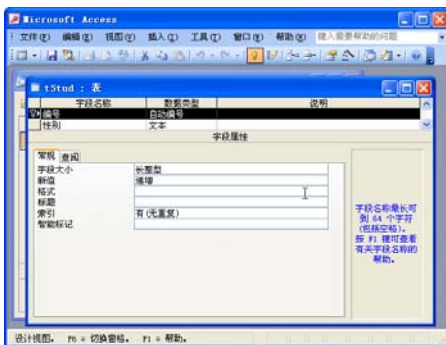 Microsoft Access
文件(F) 编辑(E) 视图(V) 插入(I) 工具(T) 窗口(W) 帮助(H) 键入需要帮助的问题
tStud : 表
字段名称 数据类型 说明
编号 自动编号
性别 文本
字段属性
常规 查阅
字段大小 长整型
新值 递增
格式
标题
索引 有(无重复)
智能标记
字段名称最长可
到 64 个字符
(包括空格)。
按 F1 键可查看
有关字段名称的
帮助。
设计视图。 F6 = 切换窗格。 F1 = 帮助。